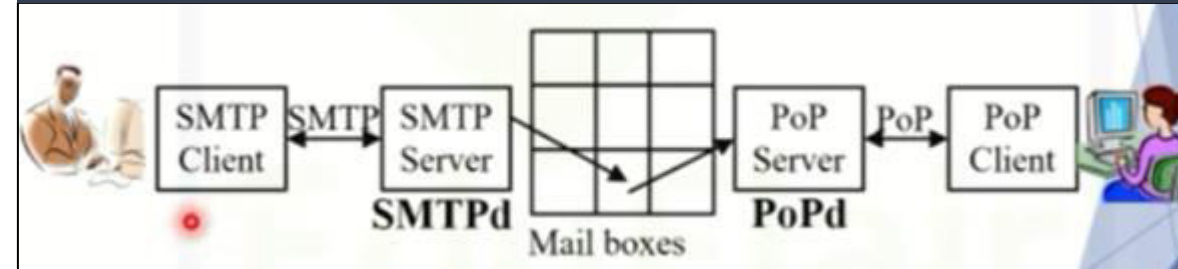 SMTP
Client
SMTP
SMTP
Server
SMTPd
Mail boxes
PoP
Server
PoPd
PoP
PoP
Client